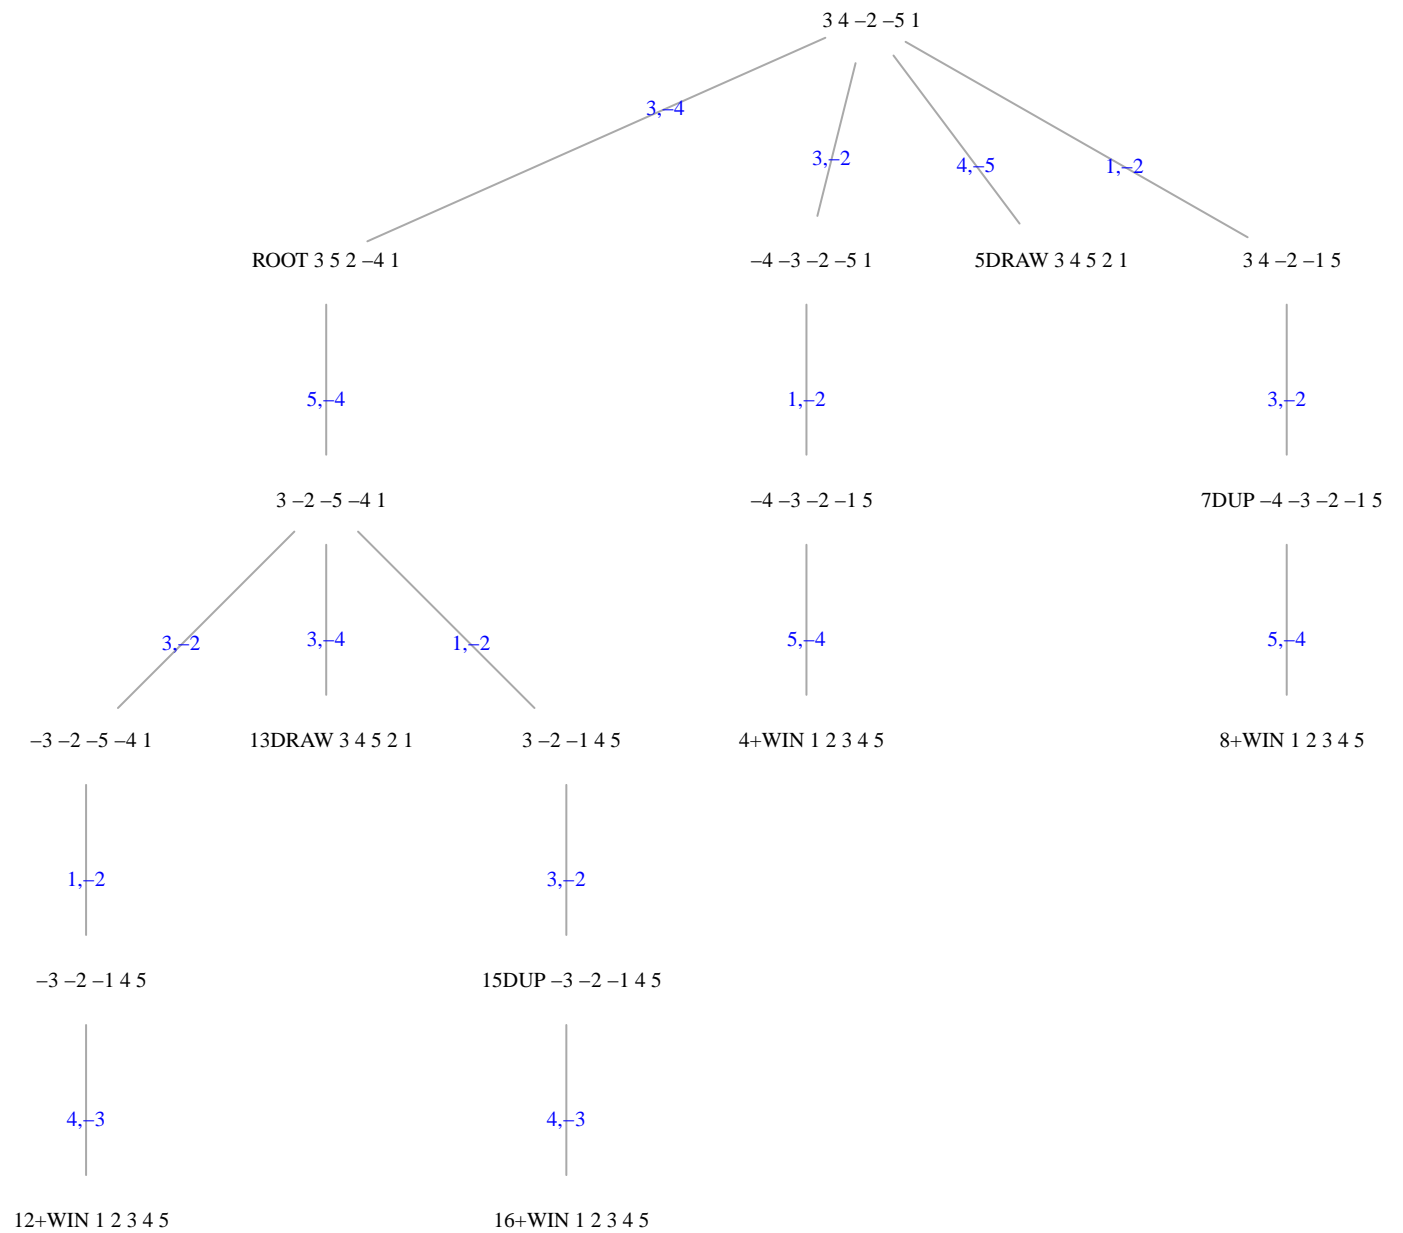 3 4 –2 –5 1
3,–4
3,–2
4,–5
1,–2
ROOT 3 5 2 –4 1
–4 –3 –2 –5 1
5DRAW 3 4 5 2 1
3 4 –2 –1 5
5,–4
1,–2
3,–2
3 –2 –5 –4 1
–4 –3 –2 –1 5
7DUP –4 –3 –2 –1 5
3,–2
3,–4
1,–2
5,–4
5,–4
–3 –2 –5 –4 1
13DRAW 3 4 5 2 1
3 –2 –1 4 5
4+WIN 1 2 3 4 5
8+WIN 1 2 3 4 5
1,–2
3,–2
–3 –2 –1 4 5
15DUP –3 –2 –1 4 5
4,–3
4,–3
12+WIN 1 2 3 4 5
16+WIN 1 2 3 4 5